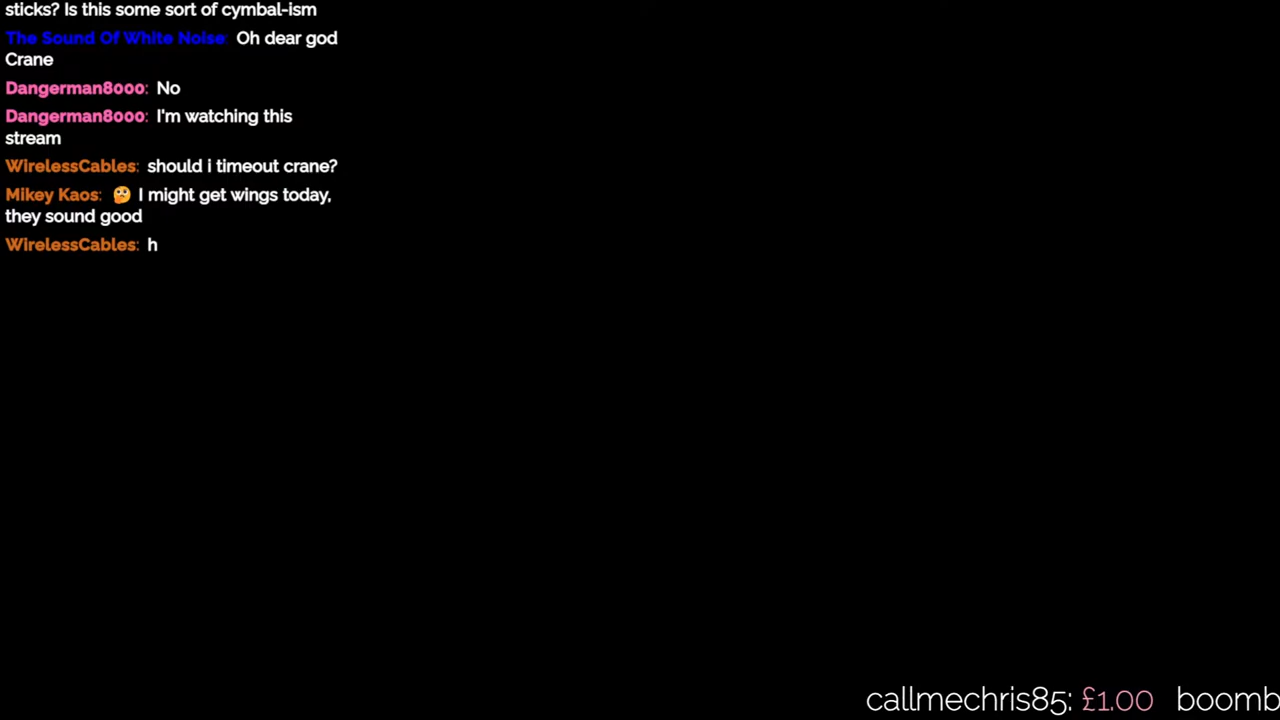 sticks? Is this some sort of cymbal-ism
The Sound Of White Noise: Oh dear god
Crane
Dangerman8000: No
Dangerman8000: I'm watching this
stream
WirelessCables: should i timeout crane?
Mikey Kaos: 🤔 I might get wings today,
they sound good
WirelessCables: h
callmechris85: £1.00 boomb